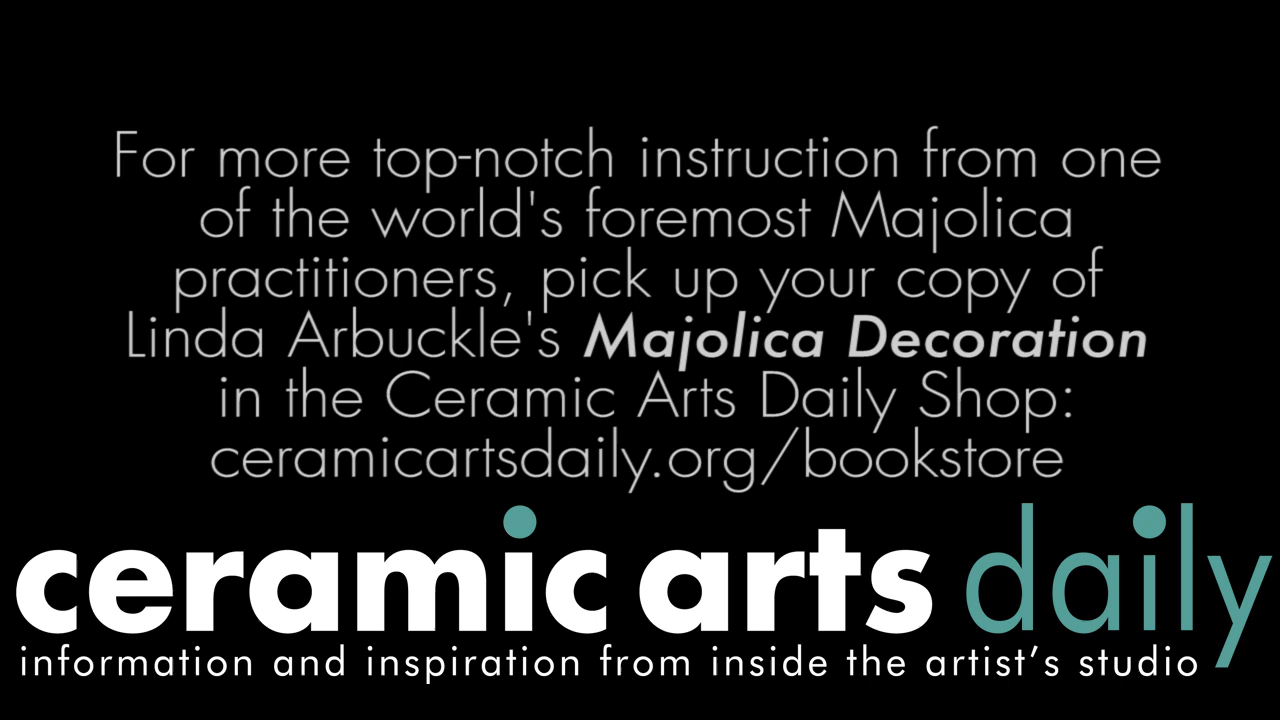 For more top-notch instruction from one
of the world's foremost Majolica
practitioners, pick up your copy of
Linda Arbuckle's Majolica Decoration
in the Ceramic Arts Daily Shop:
ceramicartsdaily.org/bookstore
ceramic arts daily
information and inspiration from inside the artist’s studio